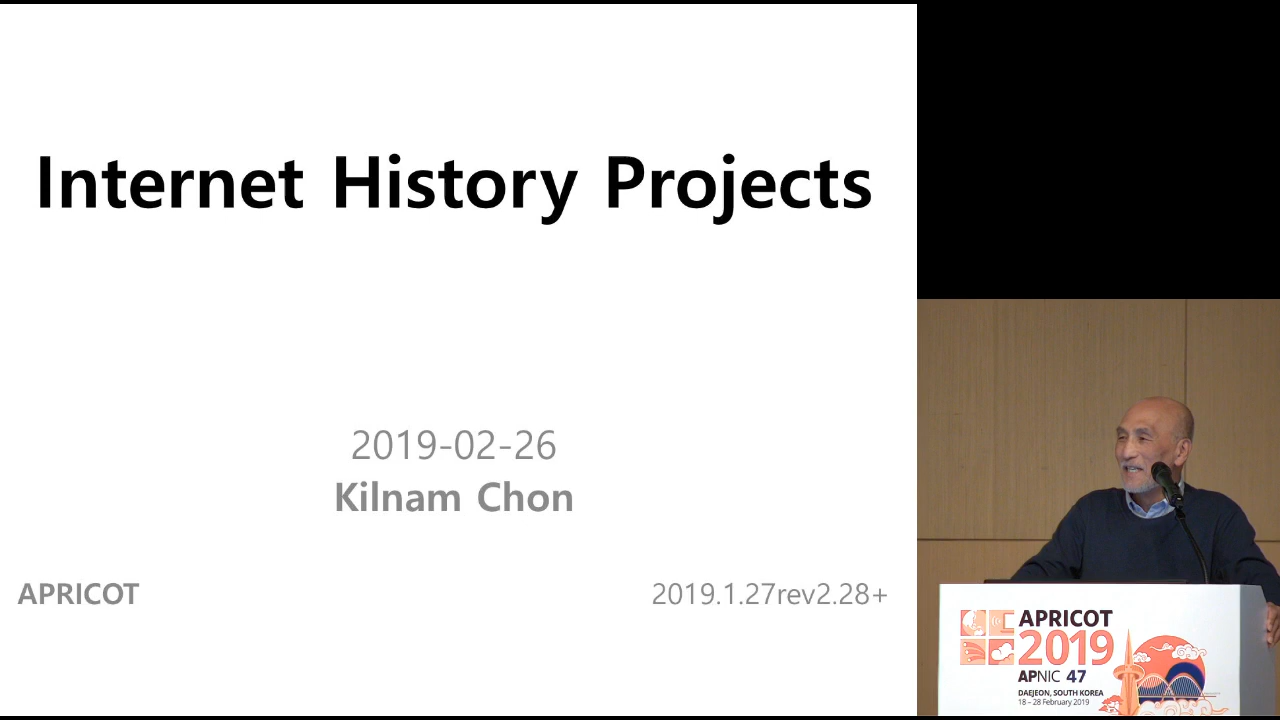 Internet History Projects
2019-02-26
Kilnam Chon
APRICOT
2019.1.27rev2.28+
APRICOT
2019
APNIC 47
DAEJEON, SOUTH KOREA
18 – 28 February 2019